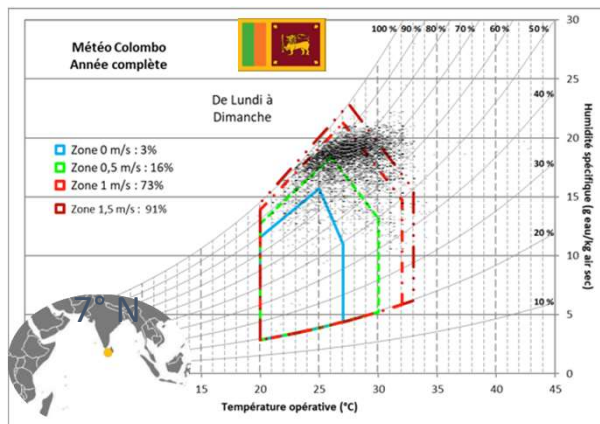 Météo Colombo
Année complète
De Lundi à
Dimanche
Zone 0 m/s : 3%
Zone 0,5 m/s : 16%
Zone 1 m/s : 73%
Zone 1,5 m/s : 91%
7° N
100 % 90% 80% 70% 60% 50%
40 %
30 %
20 %
10 %
30
25
20
15
10
5
0
Humidité spécifique (g eau/kg air sec)
15 20 25 30 35 40 45
Température opérative (°C)